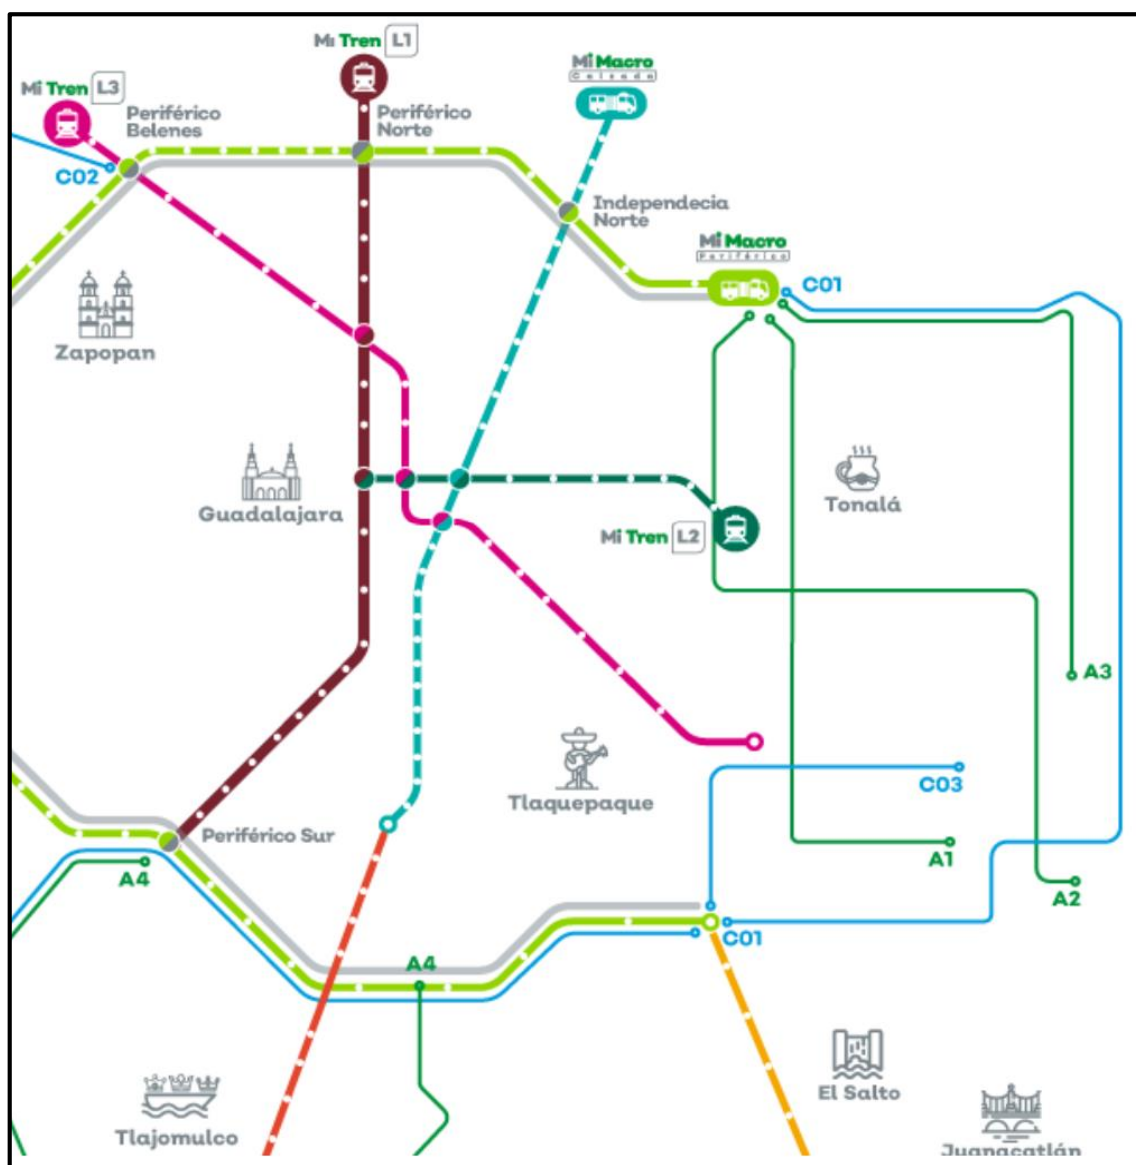 Mi Tren L1
Mi Macro
Calzada
Mi Tren L3
Periférico
Belenes
Periférico
Norte
C02
Independecia
Norte
Mi Macro
Periférico
C01
Zapopan
Guadalajara
Tonalá
Mi Tren L2
A3
Tlaquepaque
C03
Periférico Sur
A1
A4
A2
C01
A4
El Salto
Tlajomulco
Juanacatlán